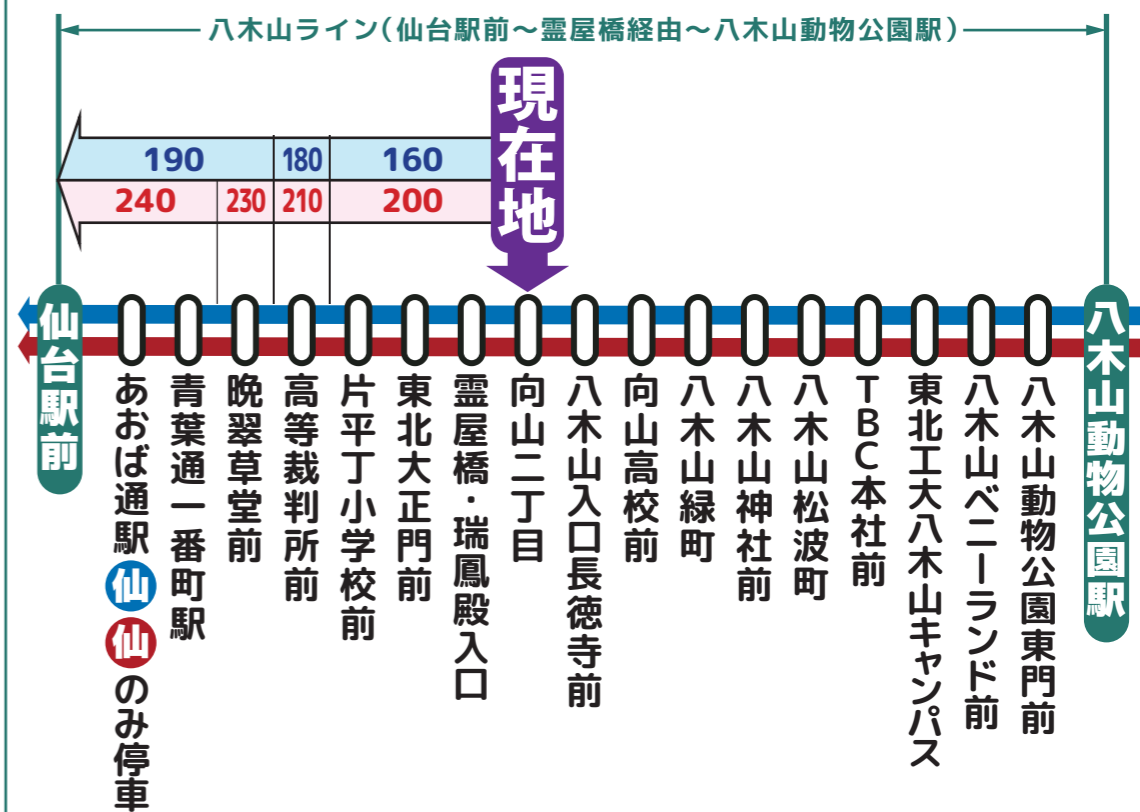 八木山ライン(仙台駅前～霊屋橋経由～八木山動物公園駅)
現在地
190 180 160
240 230 210 200
仙台駅前
あおば通駅 仙 仙 のみ停車
青葉通一番町駅
晩翠草堂前
高等裁判所前
片平丁小学校前
東北大正門前
霊屋橋・瑞鳳殿入口
向山二丁目
八木山入口長徳寺前
向山高校前
八木山緑町
八木山神社前
八木山松波町
TBC本社前
東北工大八木山キャンパス
八木山ベニーランド前
八木山動物公園東門前
八木山動物公園駅